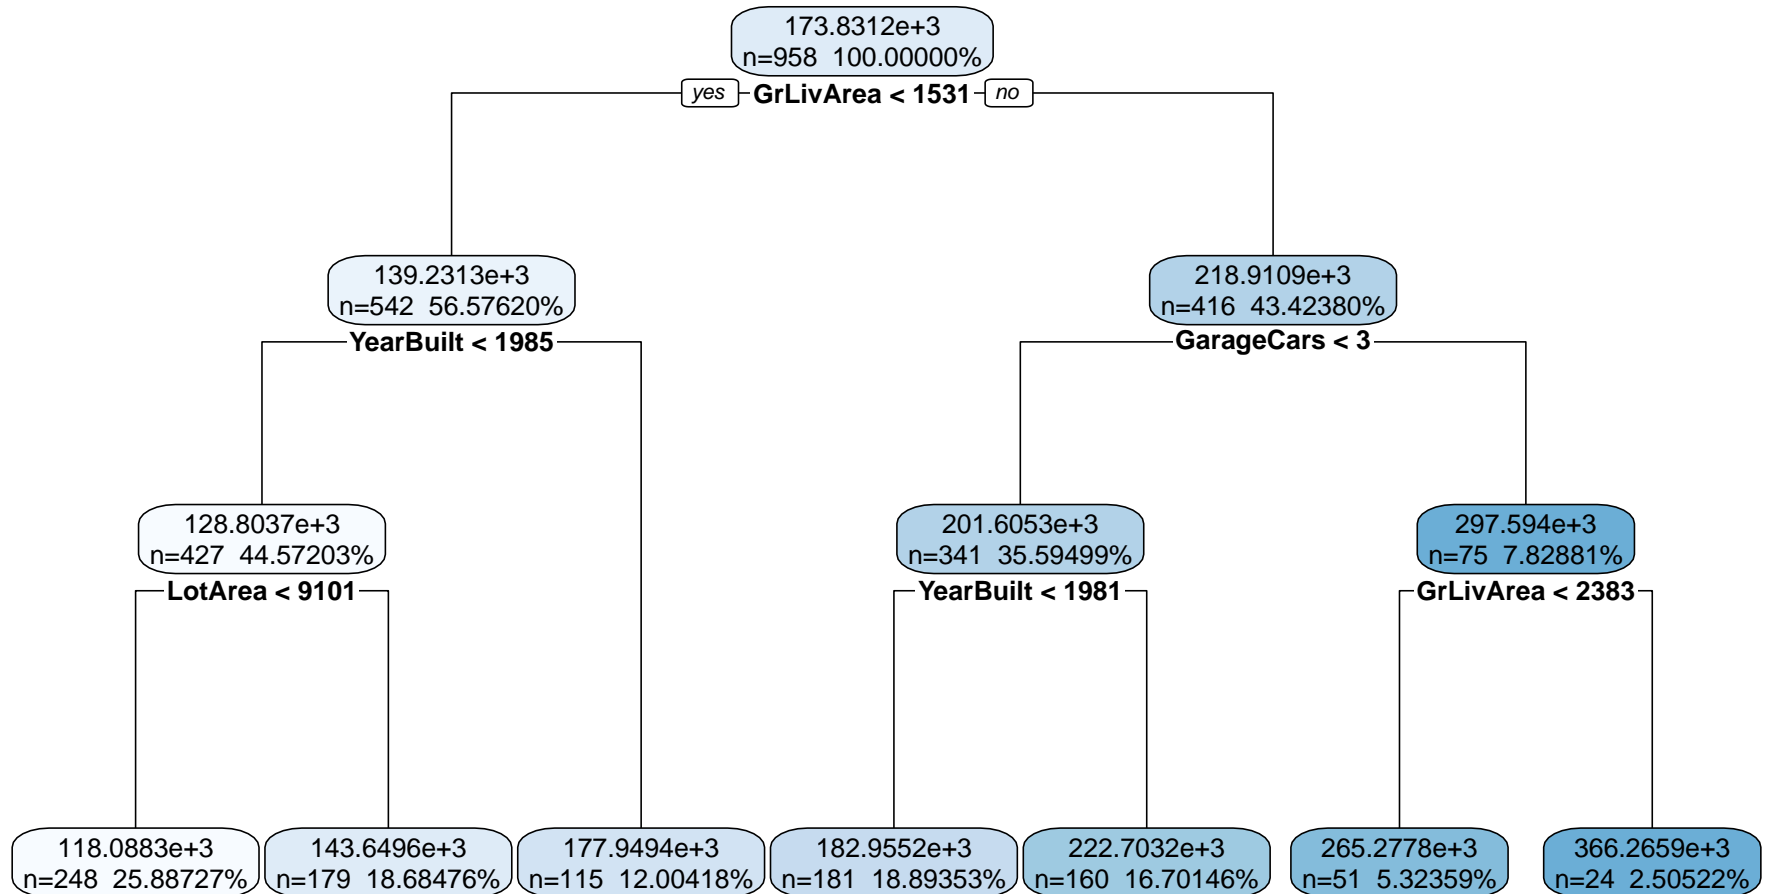 173.8312e+3
n=958 100.00000%
yes GrLivArea < 1531 no
139.2313e+3
n=542 56.57620%
YearBuilt < 1985
218.9109e+3
n=416 43.42380%
GarageCars < 3
128.8037e+3
n=427 44.57203%
LotArea < 9101
201.6053e+3
n=341 35.59499%
YearBuilt < 1981
297.594e+3
n=75 7.82881%
GrLivArea < 2383
118.0883e+3
n=248 25.88727%
143.6496e+3
n=179 18.68476%
177.9494e+3
n=115 12.00418%
182.9552e+3
n=181 18.89353%
222.7032e+3
n=160 16.70146%
265.2778e+3
n=51 5.32359%
366.2659e+3
n=24 2.50522%